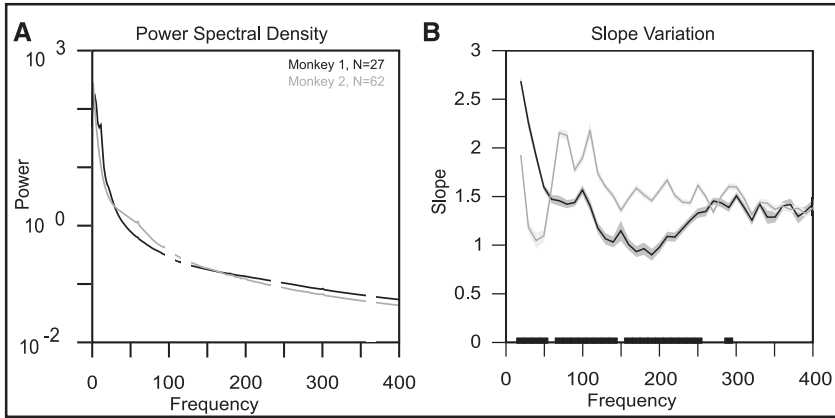 A
Power Spectral Density
10 3
10 0
10 -2
Power
Monkey 1, N=27
Monkey 2, N=62
0
100
200
300
400
Frequency
B
Slope Variation
3
2.5
2
1.5
1
0.5
0
Slope
0
100
200
300
400
Frequency